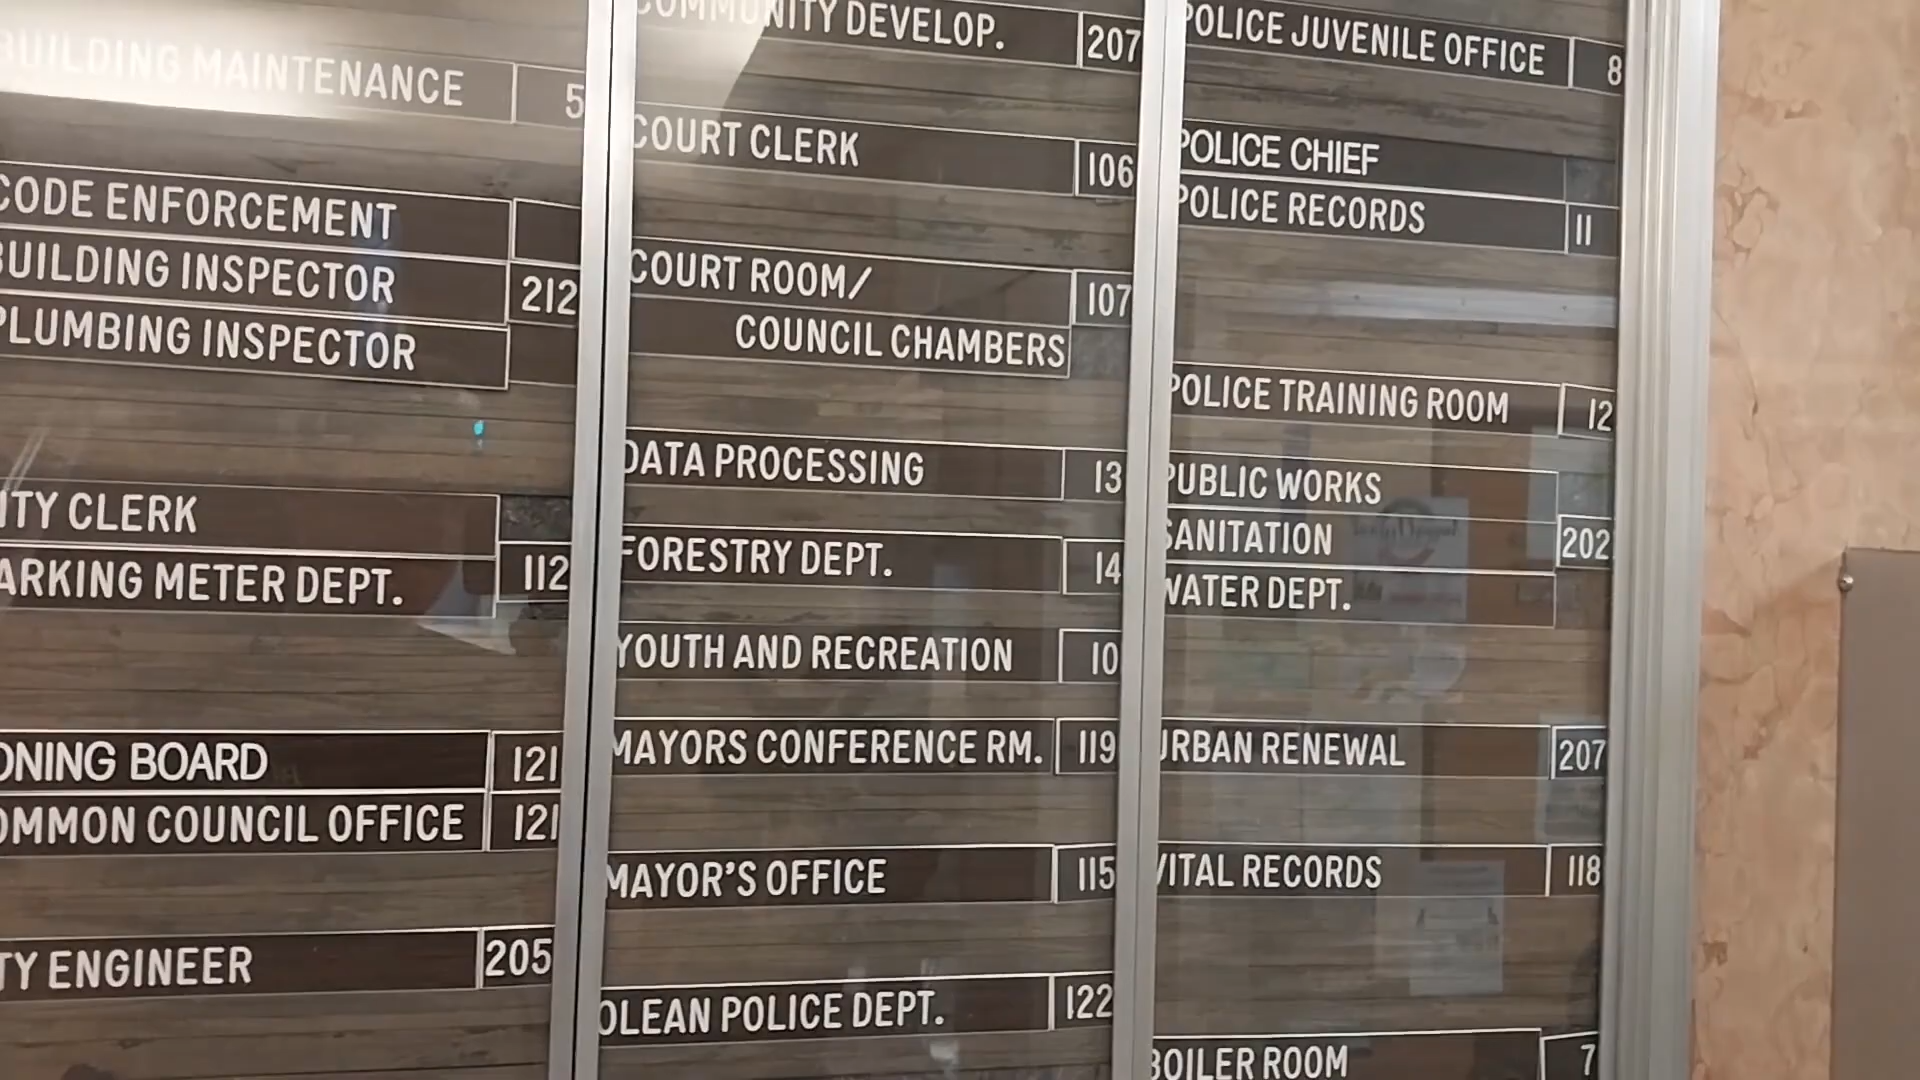 BUILDING MAINTENANCE 5
CODE ENFORCEMENT
BUILDING INSPECTOR 212
PLUMBING INSPECTOR
ITY CLERK
ARKING METER DEPT. 112
ONING BOARD 121
OMMON COUNCIL OFFICE 121
TY ENGINEER 205
COMMUNITY DEVELOP. 207
COURT CLERK 106
COURT ROOM/ 107
COUNCIL CHAMBERS
DATA PROCESSING 13
FORESTRY DEPT. 14
YOUTH AND RECREATION 10
MAYORS CONFERENCE RM. 119
MAYOR'S OFFICE 115
OLEAN POLICE DEPT. 122
POLICE JUVENILE OFFICE 8
POLICE CHIEF
POLICE RECORDS 11
POLICE TRAINING ROOM 12
PUBLIC WORKS
SANITATION 202
WATER DEPT.
URBAN RENEWAL 207
VITAL RECORDS 118
BOILER ROOM 7